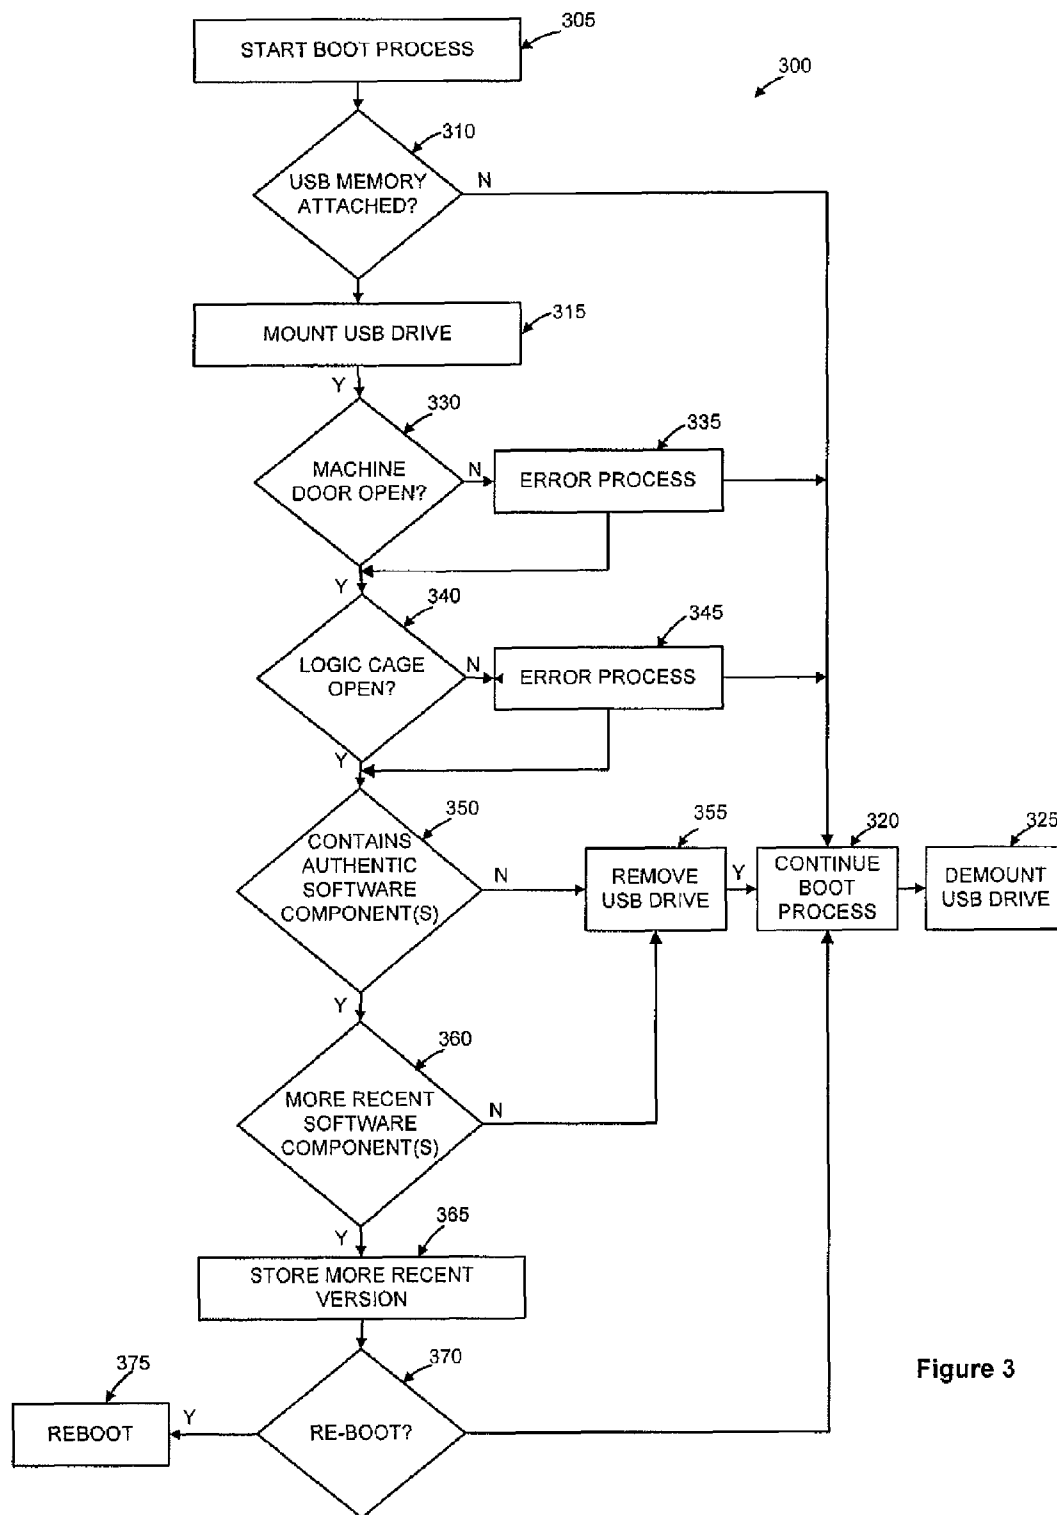 START BOOT PROCESS
305
300
310
USB MEMORY
ATTACHED?
N
315
MOUNT USB DRIVE
Y
330
335
MACHINE
DOOR OPEN?
N
ERROR PROCESS
Y
340
345
LOGIC CAGE
OPEN?
N
ERROR PROCESS
Y
350
355
320
325
CONTAINS
AUTHENTIC
SOFTWARE
COMPONENT(S)
N
REMOVE
USB DRIVE
Y
CONTINUE
BOOT
PROCESS
DEMOUNT
USB DRIVE
Y
360
MORE RECENT
SOFTWARE
COMPONENT(S)
N
Y
365
STORE MORE RECENT
VERSION
370
375
Figure 3
REBOOT
Y
RE-BOOT?